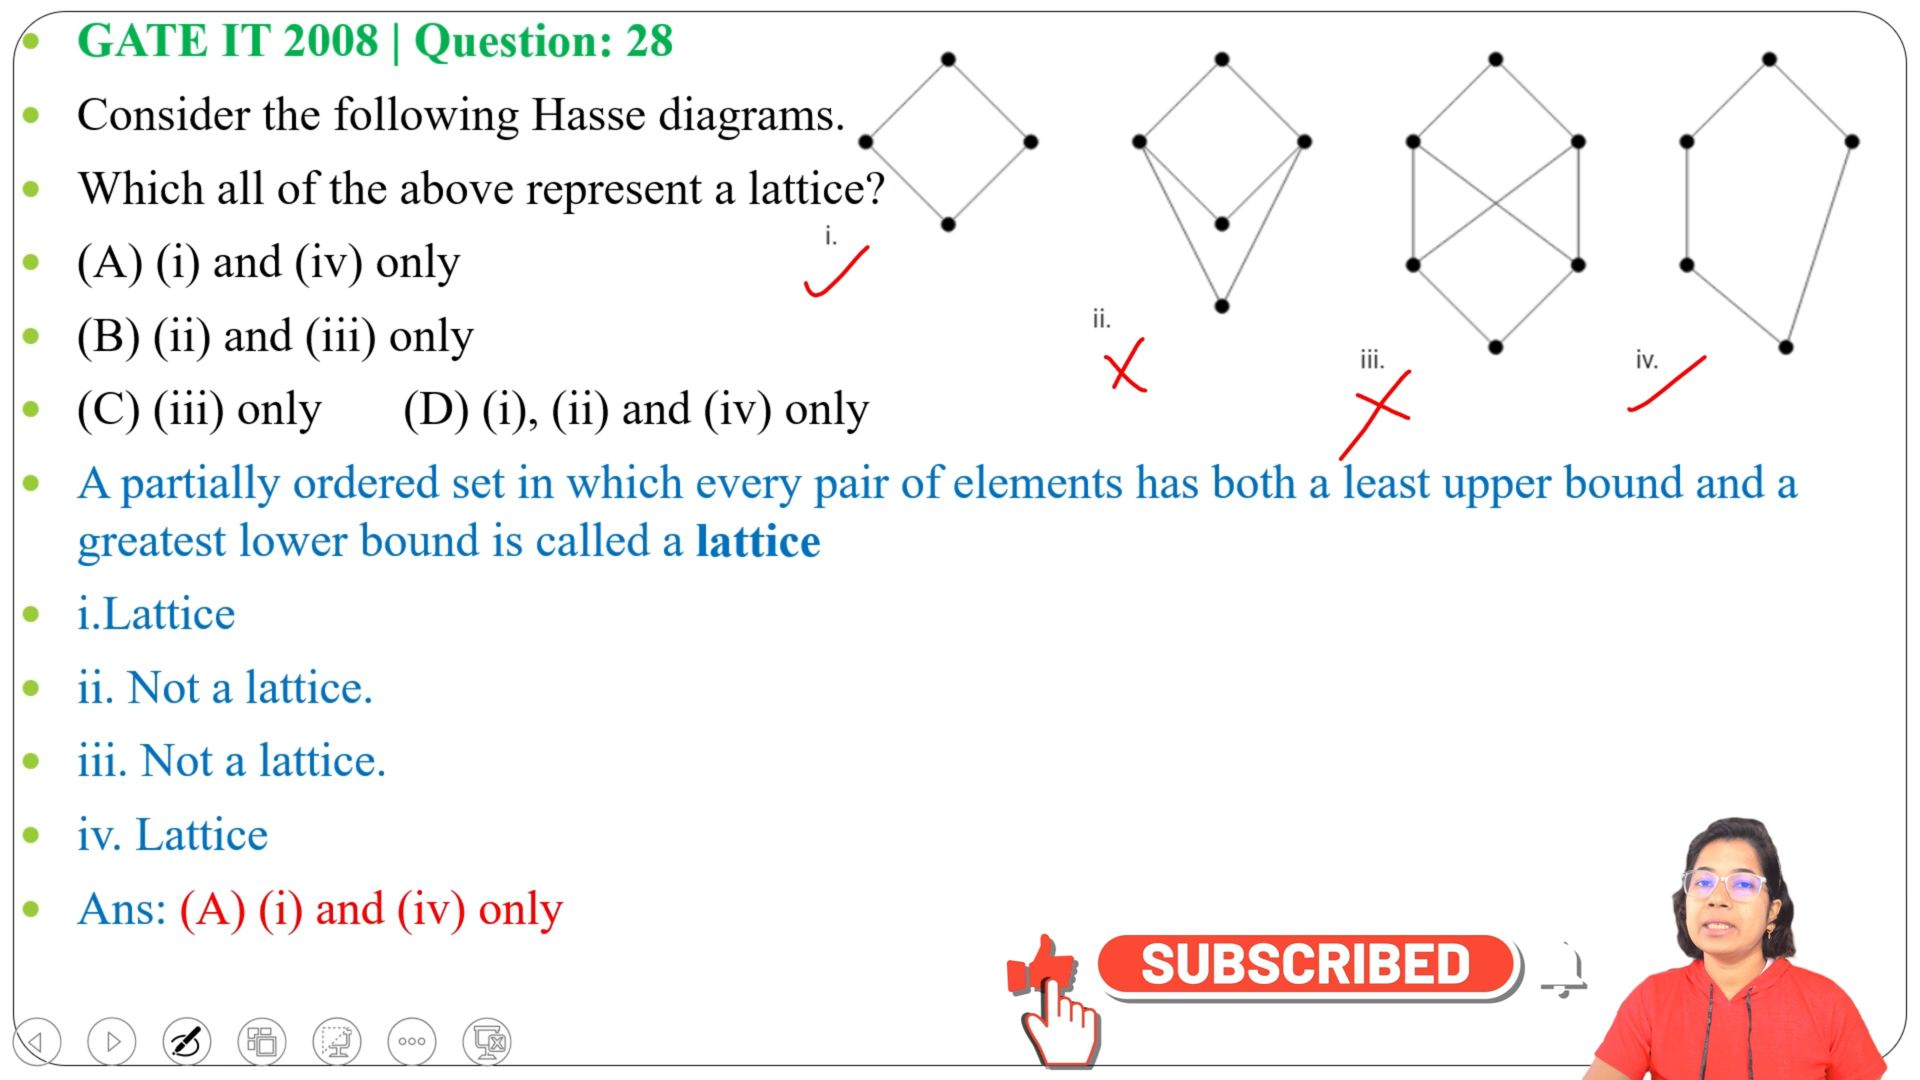 GATE IT 2008 | Question: 28
Consider the following Hasse diagrams.
Which all of the above represent a lattice?
(A) (i) and (iv) only
(B) (ii) and (iii) only
(C) (iii) only (D) (i), (ii) and (iv) only
i.
ii.
iii.
iv.
A partially ordered set in which every pair of elements has both a least upper bound and a
greatest lower bound is called a lattice
i.Lattice
ii. Not a lattice.
iii. Not a lattice.
iv. Lattice
Ans: (A) (i) and (iv) only
SUBSCRIBED